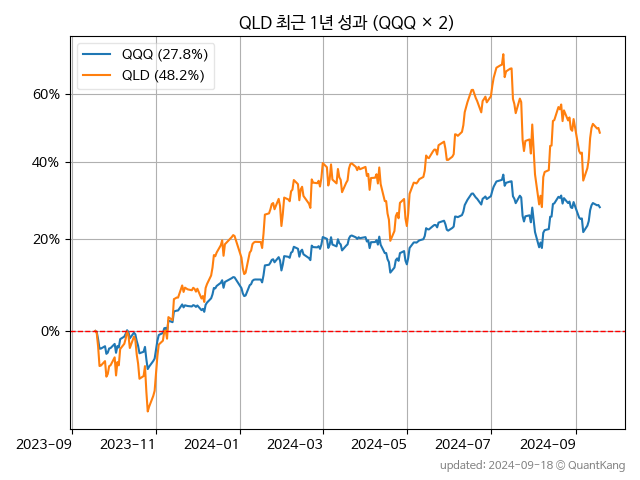 QLD 최근 1년 성과 (QQQ × 2)
QQQ (27.8%)
QLD (48.2%)
60%
40%
20%
0%
2023-09 2023-11 2024-01 2024-03 2024-05 2024-07 2024-09
updated: 2024-09-18 © QuantKang